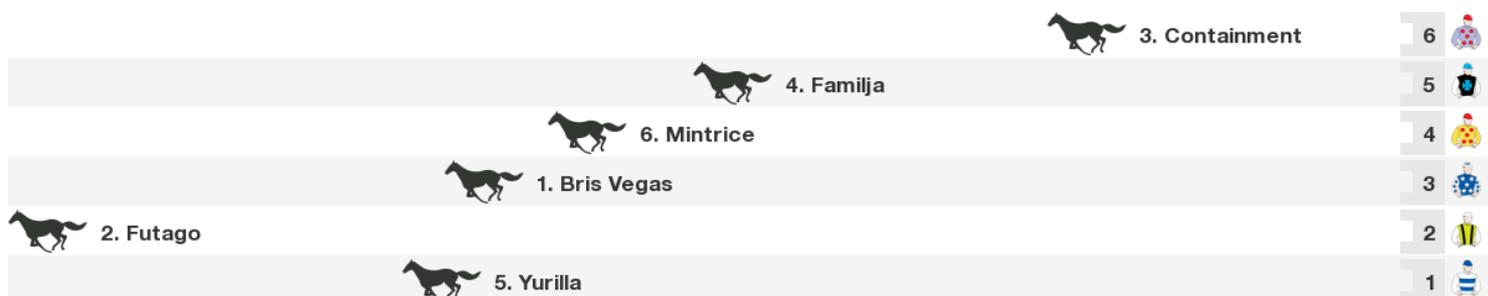 3. Containment 6
4. Familja 5
6. Mintrice 4
1. Bris Vegas 3
2. Futago 2
5. Yurilla 1